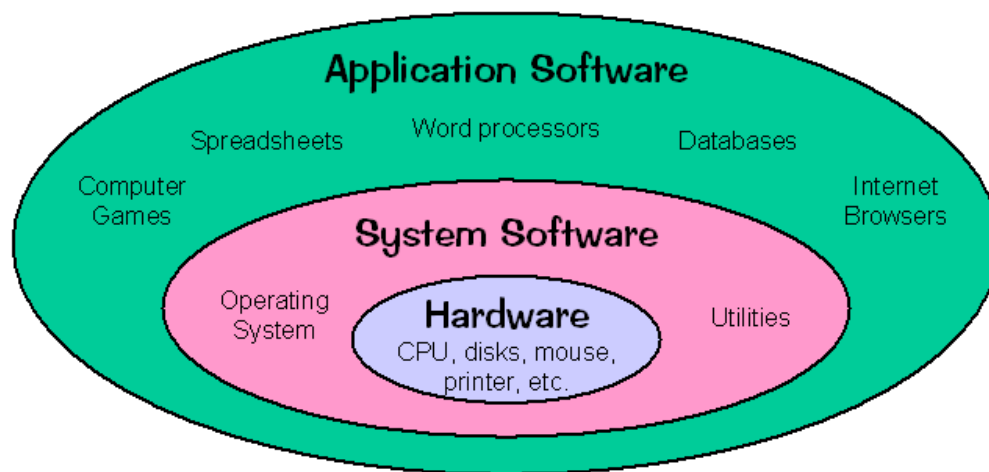 Application Software
Word processors
Spreadsheets
Databases
Computer
Games
Internet
Browsers
System Software
Operating
System
Utilities
Hardware
CPU, disks, mouse,
printer, etc.